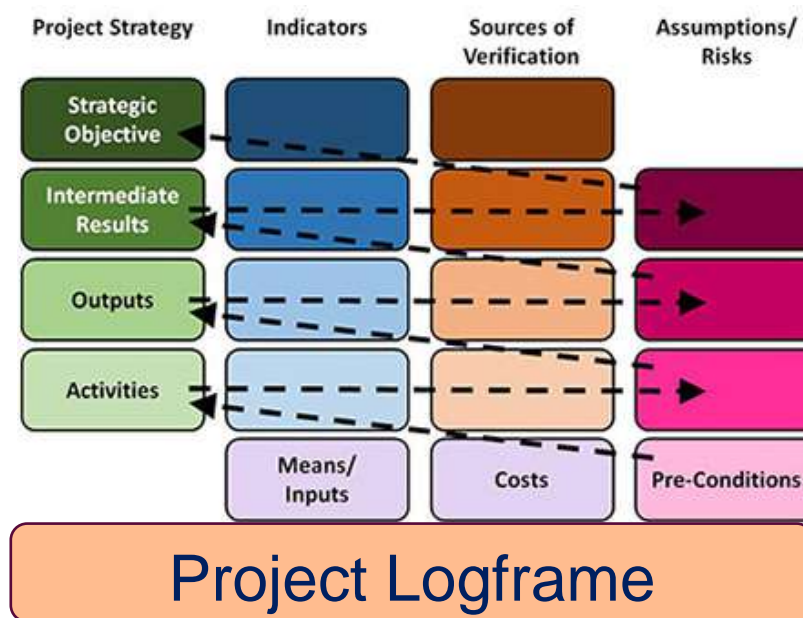 Project Strategy
Indicators
Sources of
Verification
Assumptions/
Risks
Strategic
Objective
Intermediate
Results
Outputs
Activities
Means/
Inputs
Costs
Pre-Conditions
Project Logframe